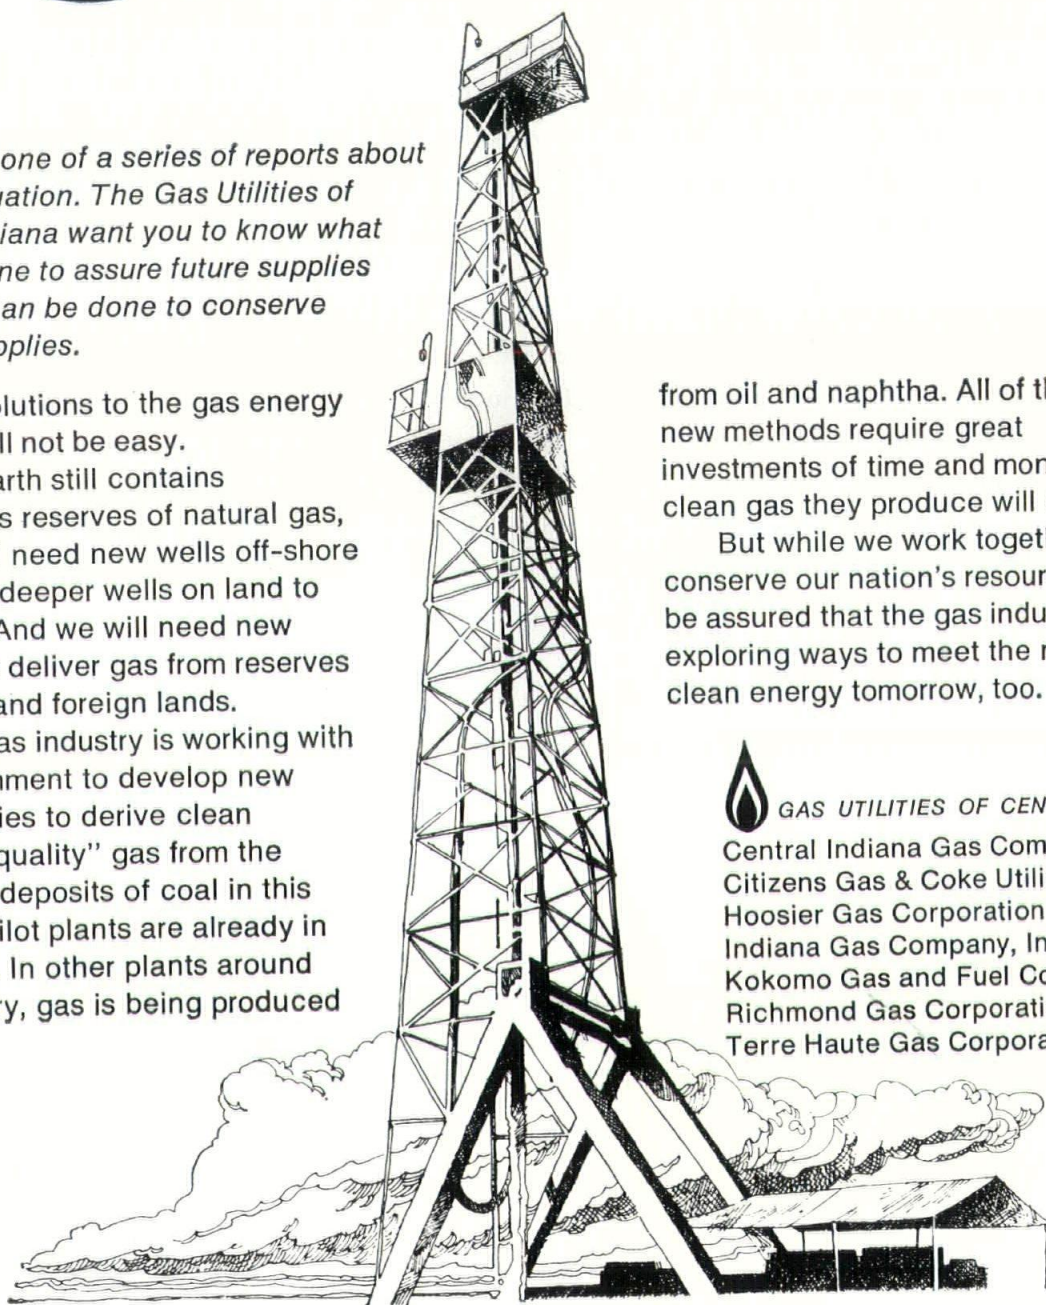 one of a series of reports about
uation. The Gas Utilities of
iana want you to know what
ne to assure future supplies
an be done to conserve
pplies.
lutions to the gas energy
ll not be easy.
arth still contains
s reserves of natural gas,
need new wells off-shore
deeper wells on land to
And we will need new
deliver gas from reserves
and foreign lands.
as industry is working with
nment to develop new
ies to derive clean
quality" gas from the
deposits of coal in this
ilot plants are already in
In other plants around
ry, gas is being produced
from oil and naphtha. All of th
new methods require great
investments of time and mon
clean gas they produce will
But while we work togeth
conserve our nation's resour
be assured that the gas indu
exploring ways to meet the n
clean energy tomorrow, too.
GAS UTILITIES OF CEN
Central Indiana Gas Com
Citizens Gas & Coke Utili
Hoosier Gas Corporation
Indiana Gas Company, In
Kokomo Gas and Fuel Co
Richmond Gas Corporati
Terre Haute Gas Corpora